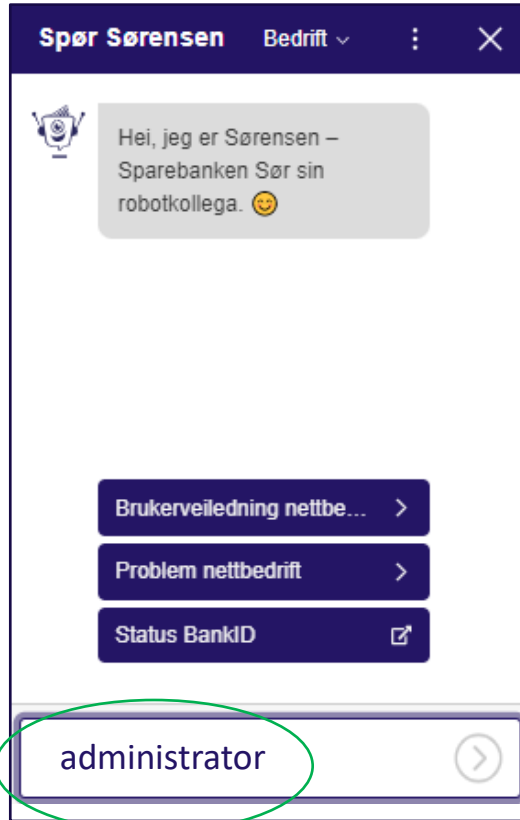 Spør Sørensen Bedrift
Hei, jeg er Sørensen –
Sparebanken Sør sin
robotkollega. 😊
Brukerveiledning nettbe...
Problem nettbedrift
Status BankID
administrator